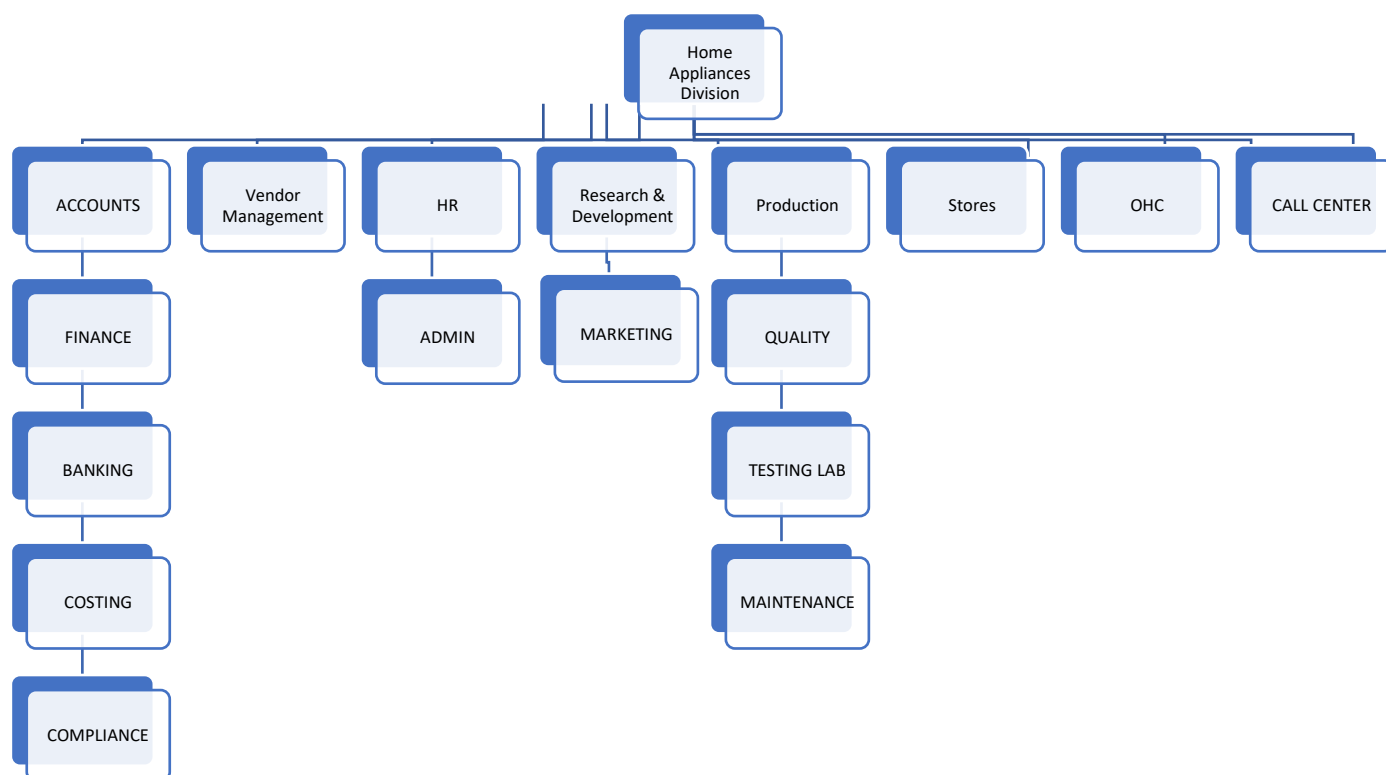 Home
Appliances
Division
ACCOUNTS
Vendor
Management
HR
Research &
Development
Production
Stores
OHC
CALL CENTER
FINANCE
ADMIN
MARKETING
QUALITY
BANKING
TESTING LAB
COSTING
MAINTENANCE
COMPLIANCE